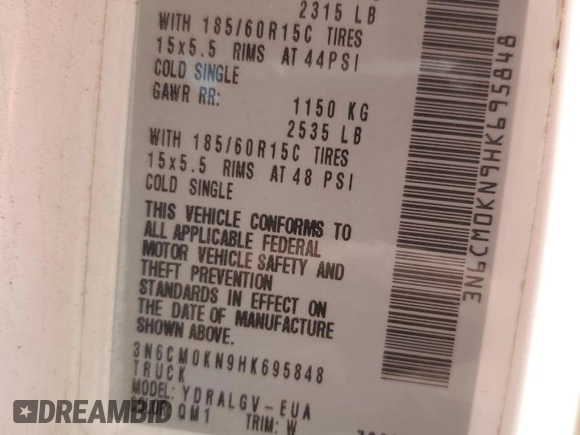 2315 LB
WITH 185/60R15C TIRES
15x5.5 RIMS AT 44PSI
COLD SINGLE
GAWR RR: 1150 KG
2535 LB
WITH 185/60R15C TIRES
15x5.5 RIMS AT 48 PSI
COLD SINGLE
THIS VEHICLE CONFORMS TO
ALL APPLICABLE FEDERAL
MOTOR VEHICLE SAFETY AND
THEFT PREVENTION
STANDARDS IN EFFECT ON
THE DATE OF MANUFACTURE
SHOWN ABOVE.
3N6CM0KN9HK695848
TRUCK
MODEL: YDRALGV-EUA
QM1 TRIM: W
3N6CM0KN9HK695848
DREAMBID